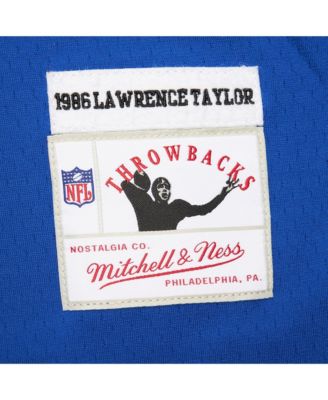 1986 LAWRENCE TAYLOR
THROWBACKS
NFL
NOSTALGIA CO.
Mitchell & Ness
PHILADELPHIA, PA.